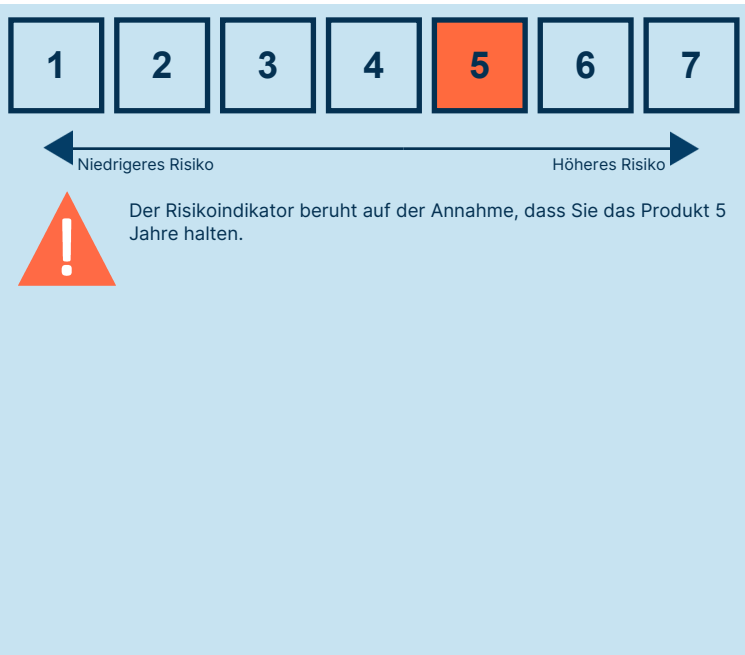 1 2 3 4 5 6 7
Niedrigeres Risiko Höheres Risiko
!
Der Risikoindikator beruht auf der Annahme, dass Sie das Produkt 5
Jahre halten.